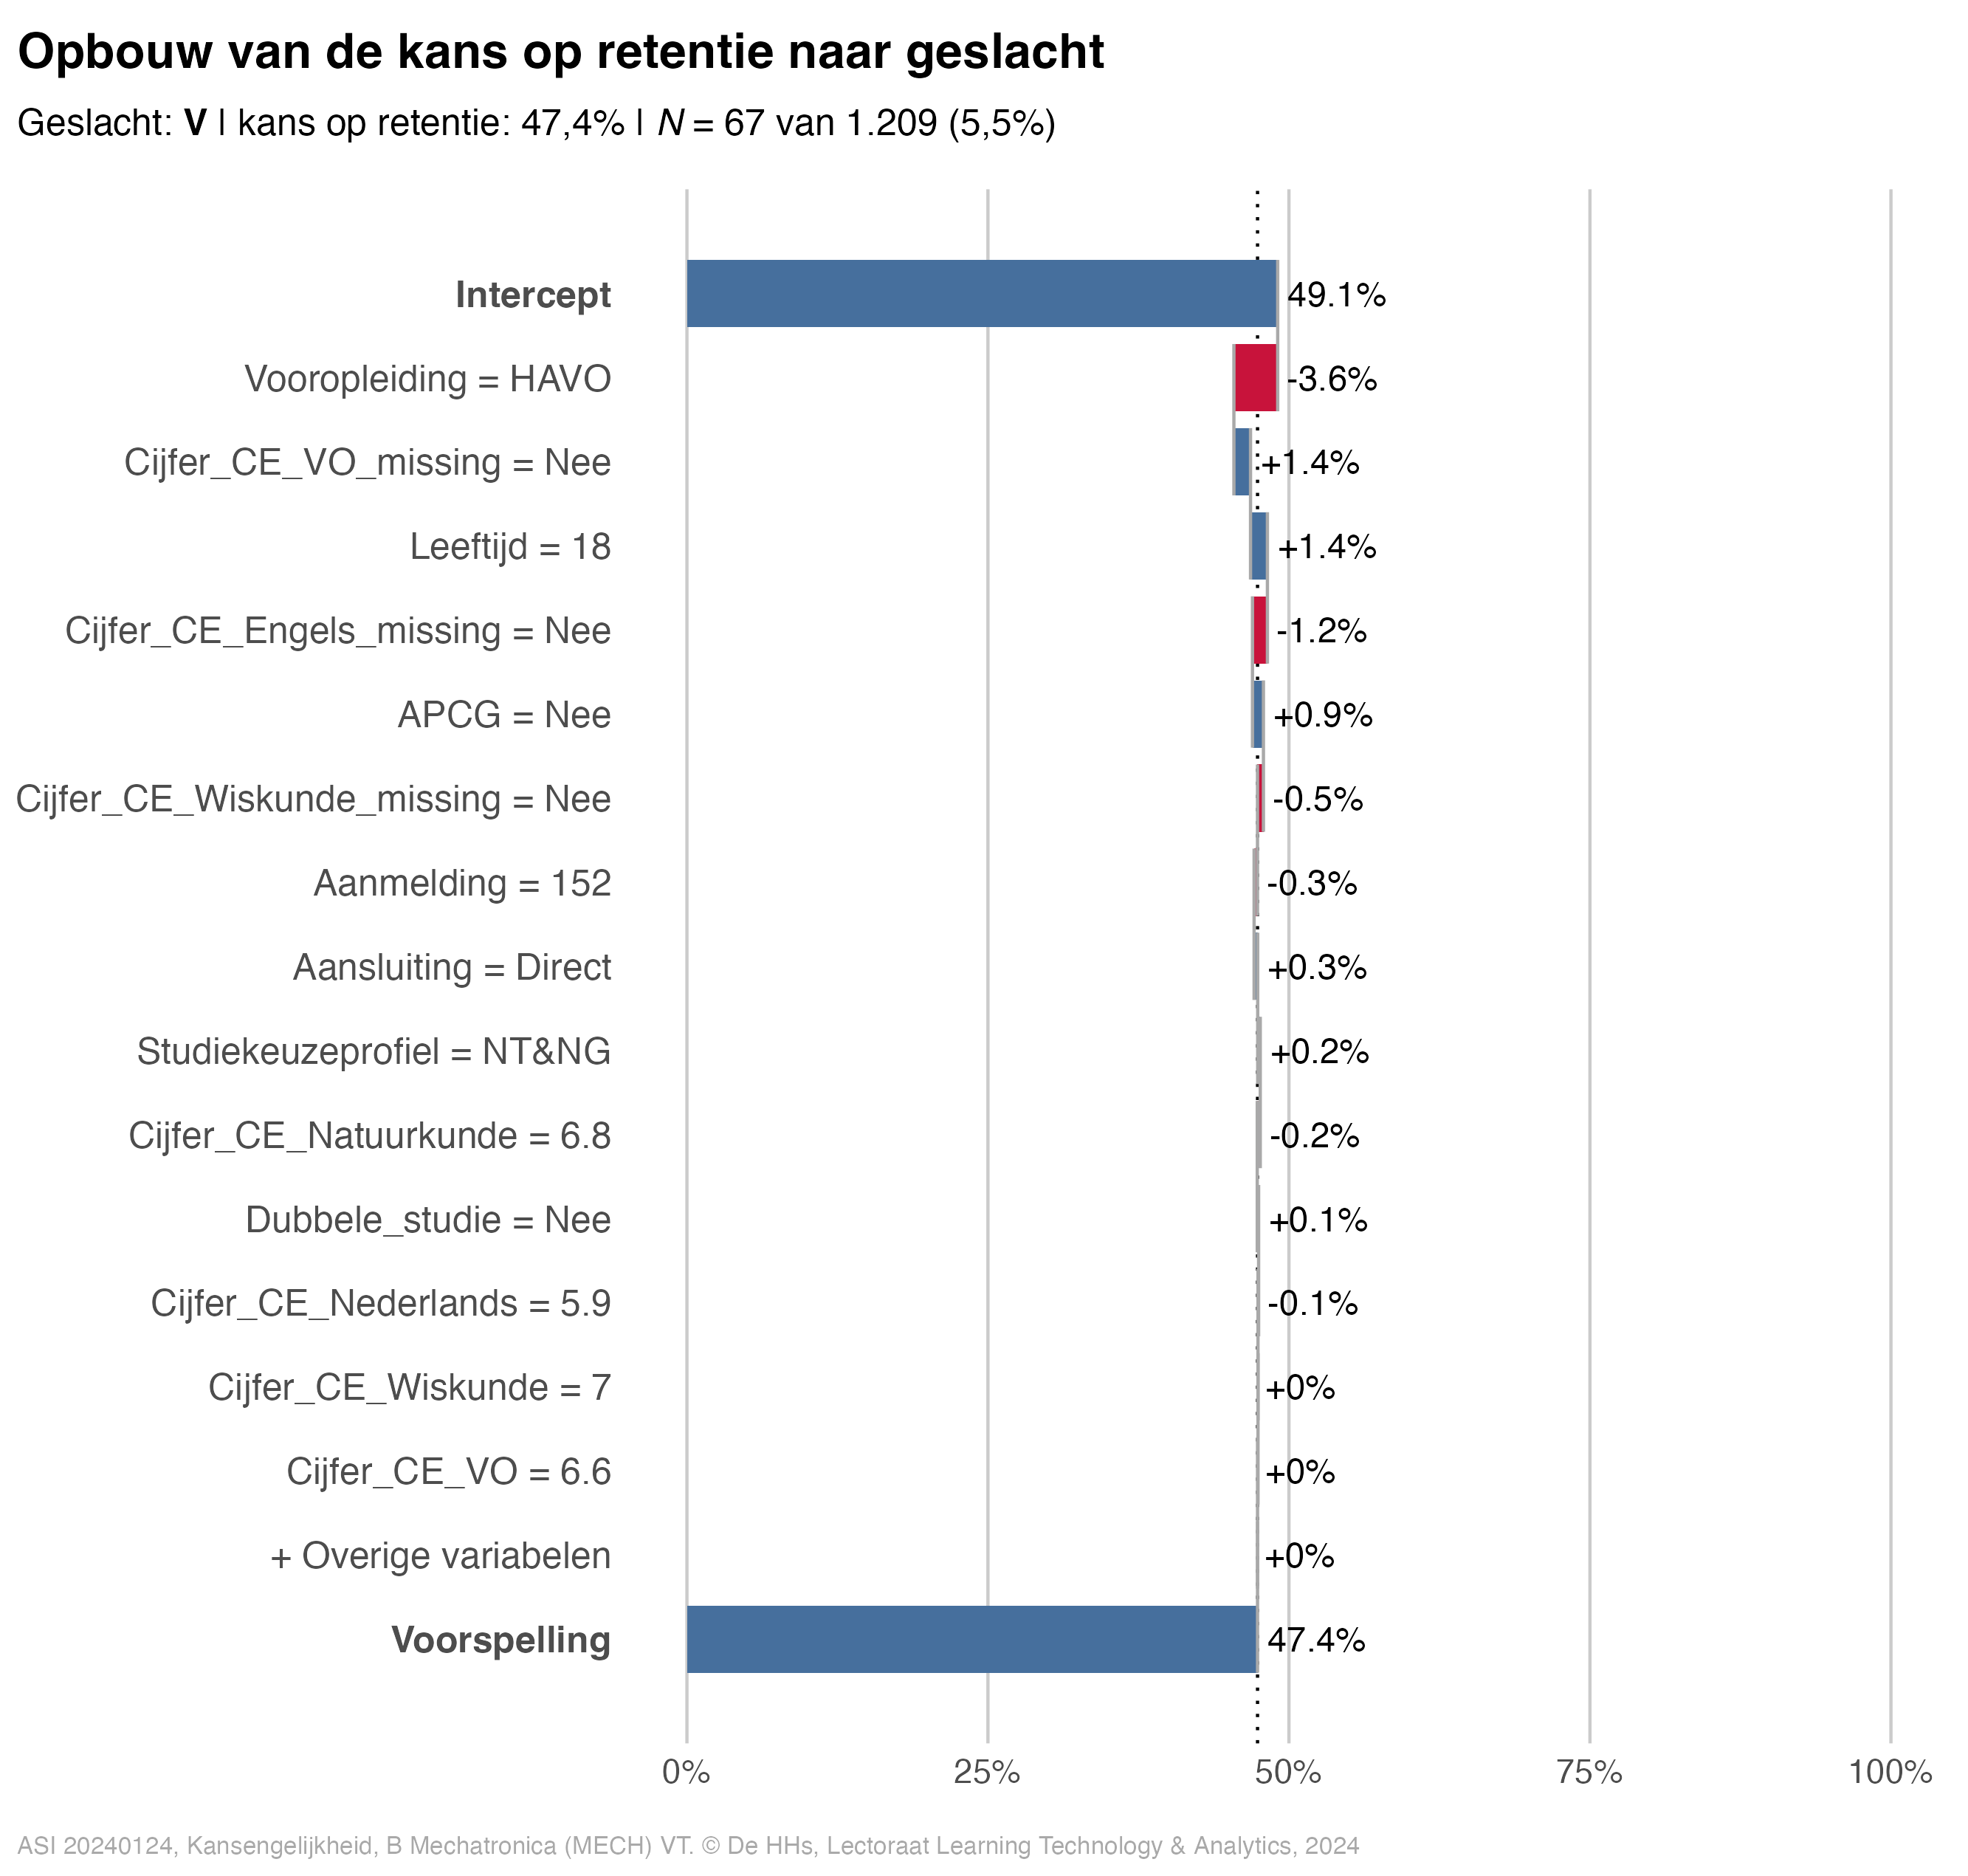 Opbouw van de kans op retentie naar geslacht
Geslacht: V | kans op retentie: 47,4% | N = 67 van 1.209 (5,5%)
Intercept 49.1%
Vooropleiding = HAVO -3.6%
Cijfer_CE_VO_missing = Nee +1.4%
Leeftijd = 18 +1.4%
Cijfer_CE_Engels_missing = Nee -1.2%
APCG = Nee +0.9%
Cijfer_CE_Wiskunde_missing = Nee -0.5%
Aanmelding = 152 -0.3%
Aansluiting = Direct +0.3%
Studiekeuzeprofiel = NT&NG +0.2%
Cijfer_CE_Natuurkunde = 6.8 -0.2%
Dubbele_studie = Nee +0.1%
Cijfer_CE_Nederlands = 5.9 -0.1%
Cijfer_CE_Wiskunde = 7 +0%
Cijfer_CE_VO = 6.6 +0%
+ Overige variabelen +0%
Voorspelling 47.4%
0% 25% 50% 75% 100%
ASI 20240124, Kansengelijkheid, B Mechatronica (MECH) VT. © De HHs, Lectoraat Learning Technology & Analytics, 2024